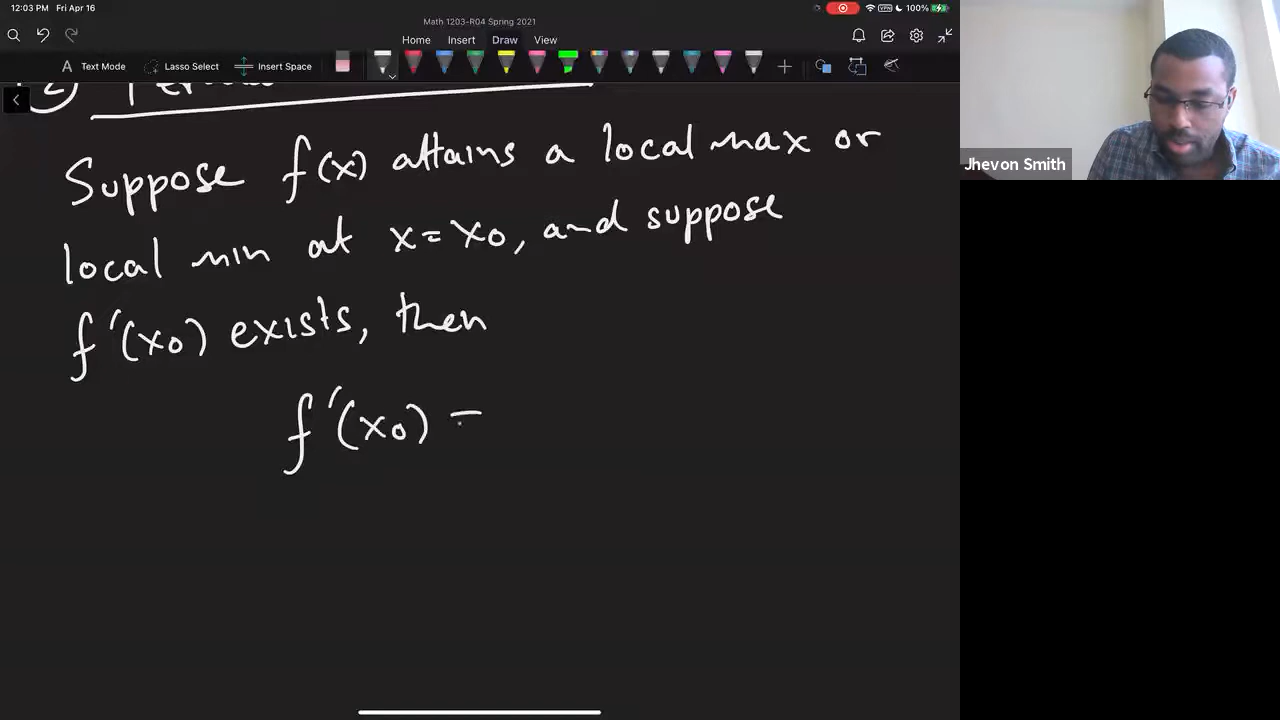 12:03 PM Fri Apr 16
VPN 100%
Math 1203-R04 Spring 2021
Home Insert Draw View
A Text Mode Lasso Select Insert Space
Suppose f(x) attains a local max or
local min at x = x0, and suppose
f'(x0) exists, then
f'(x0) =
Jhevon Smith